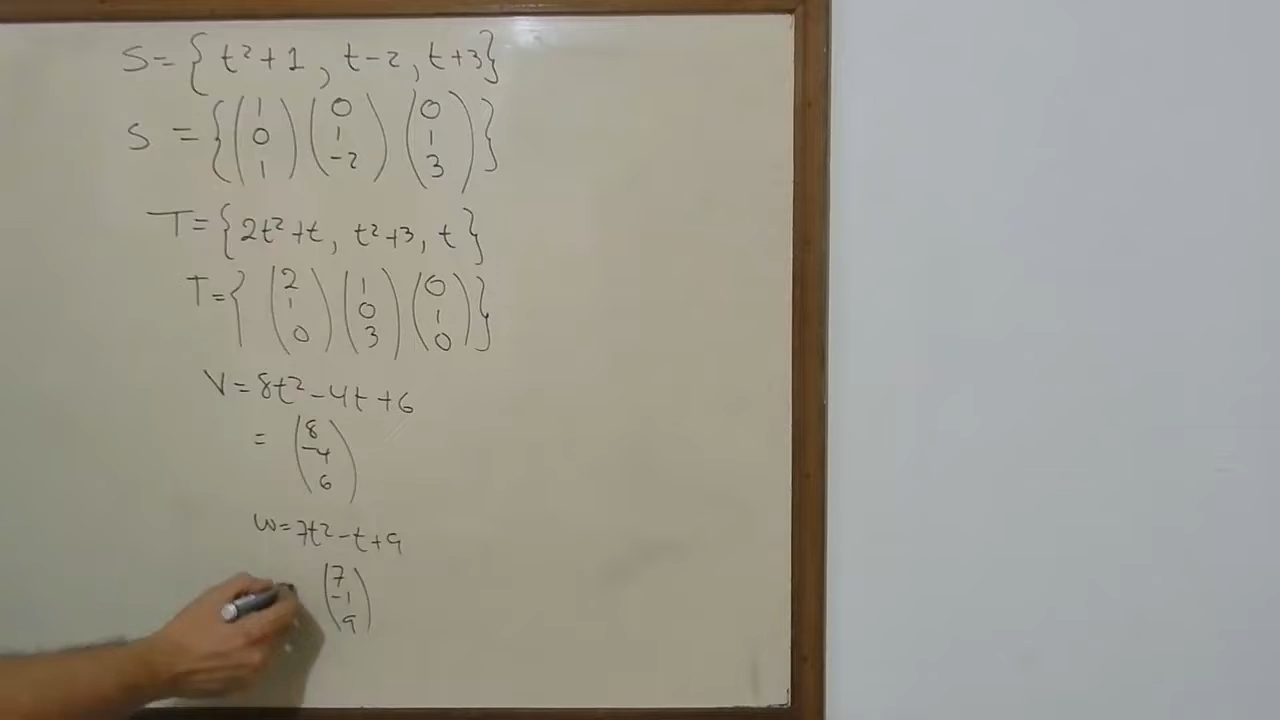 S = { t² + 1 , t - 2 , t + 3 }
S = { ( 1 0 1 ) ( 0 1 -2 ) ( 0 1 3 ) }
T = { 2t² + t , t² + 3 , t }
T = { ( 2 1 0 ) ( 1 0 3 ) ( 0 1 0 ) }
V = 8t² - 4t + 6
= ( 8 -4 6 )
w = 7t² - t + 9
( 7 -1 9 )